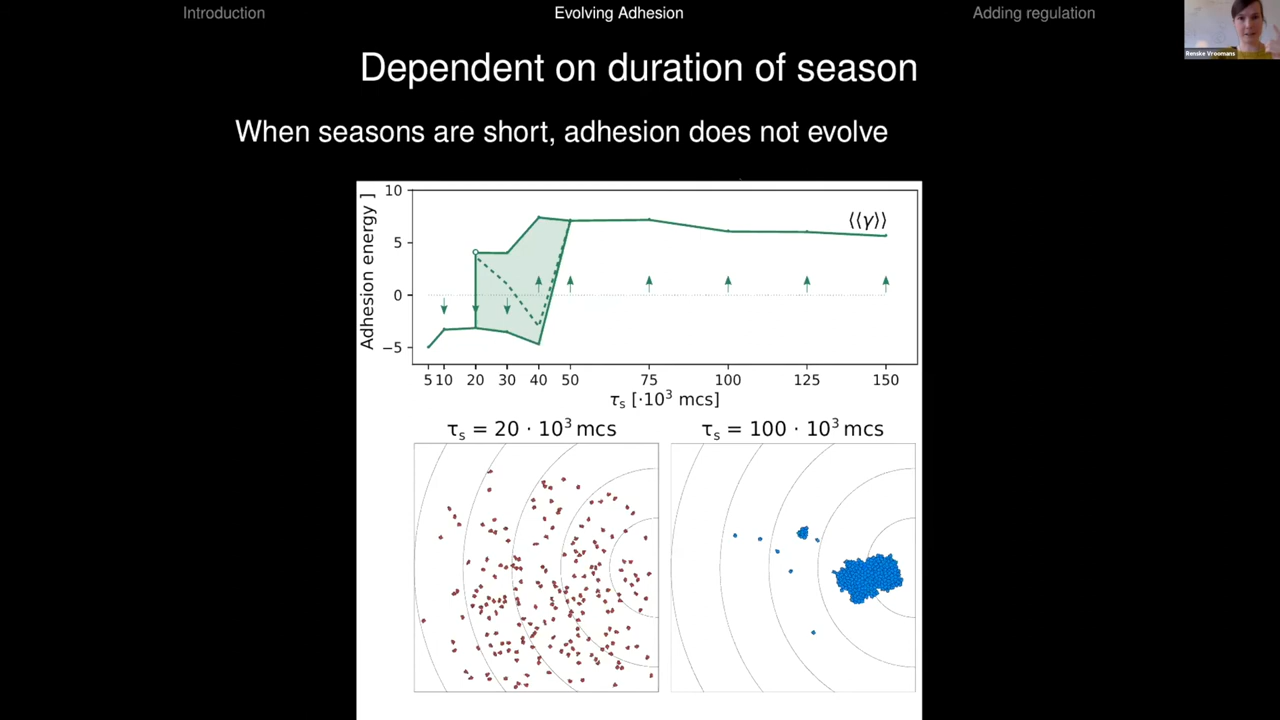 Introduction
Evolving Adhesion
Adding regulation
Renske Vroomans
Dependent on duration of season
When seasons are short, adhesion does not evolve
Adhesion energy ]
10
5
0
−5
⟨⟨γ⟩⟩
5 10 20 30 40 50 75 100 125 150
τs [·10³ mcs]
τs = 20 · 10³ mcs
τs = 100 · 10³ mcs